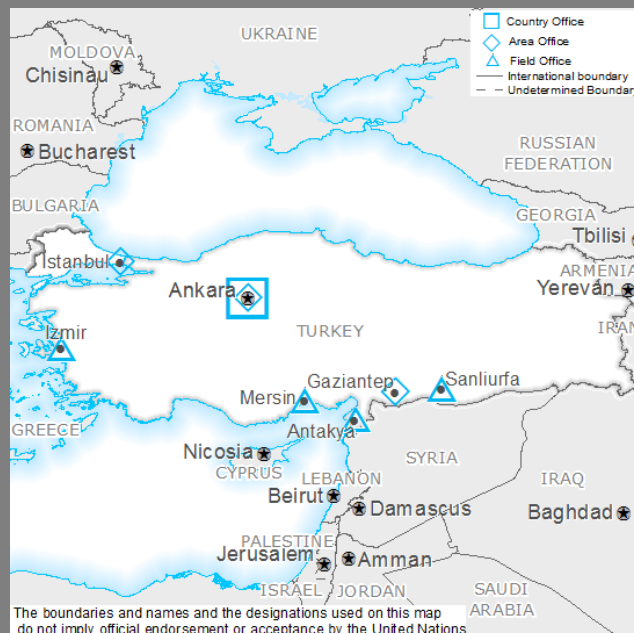 UKRAINE
Country Office
Area Office
Field Office
International boundary
Undetermined Boundary
MOLDOVA
Chisinau
ROMANIA
Bucharest
RUSSIAN
FEDERATION
BULGARIA
GEORGIA
Tbilisi
Istanbul
ARMENIA
Ankara
Yereván
TURKEY
IRAN
Izmir
Gaziantep
Sanliurfa
Mersin
GREECE
Antakya
Nicosia
SYRIA
CYPRUS
LEBANON
IRAQ
Beirut
Damascus
Baghdad
PALESTINE
Jerusalem
Amman
ISRAEL
JORDAN
SAUDI
ARABIA
The boundaries and names and the designations used on this map
do not imply official endorsement or acceptance by the United Nations